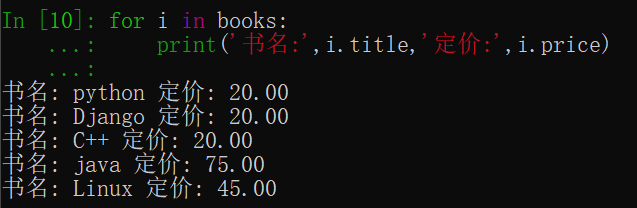 In [10]: for i in books:
    ...:     print('书名:',i.title,'定价:',i.price)
    ...:
书名: python 定价: 20.00
书名: Django 定价: 20.00
书名: C++ 定价: 20.00
书名: java 定价: 75.00
书名: Linux 定价: 45.00